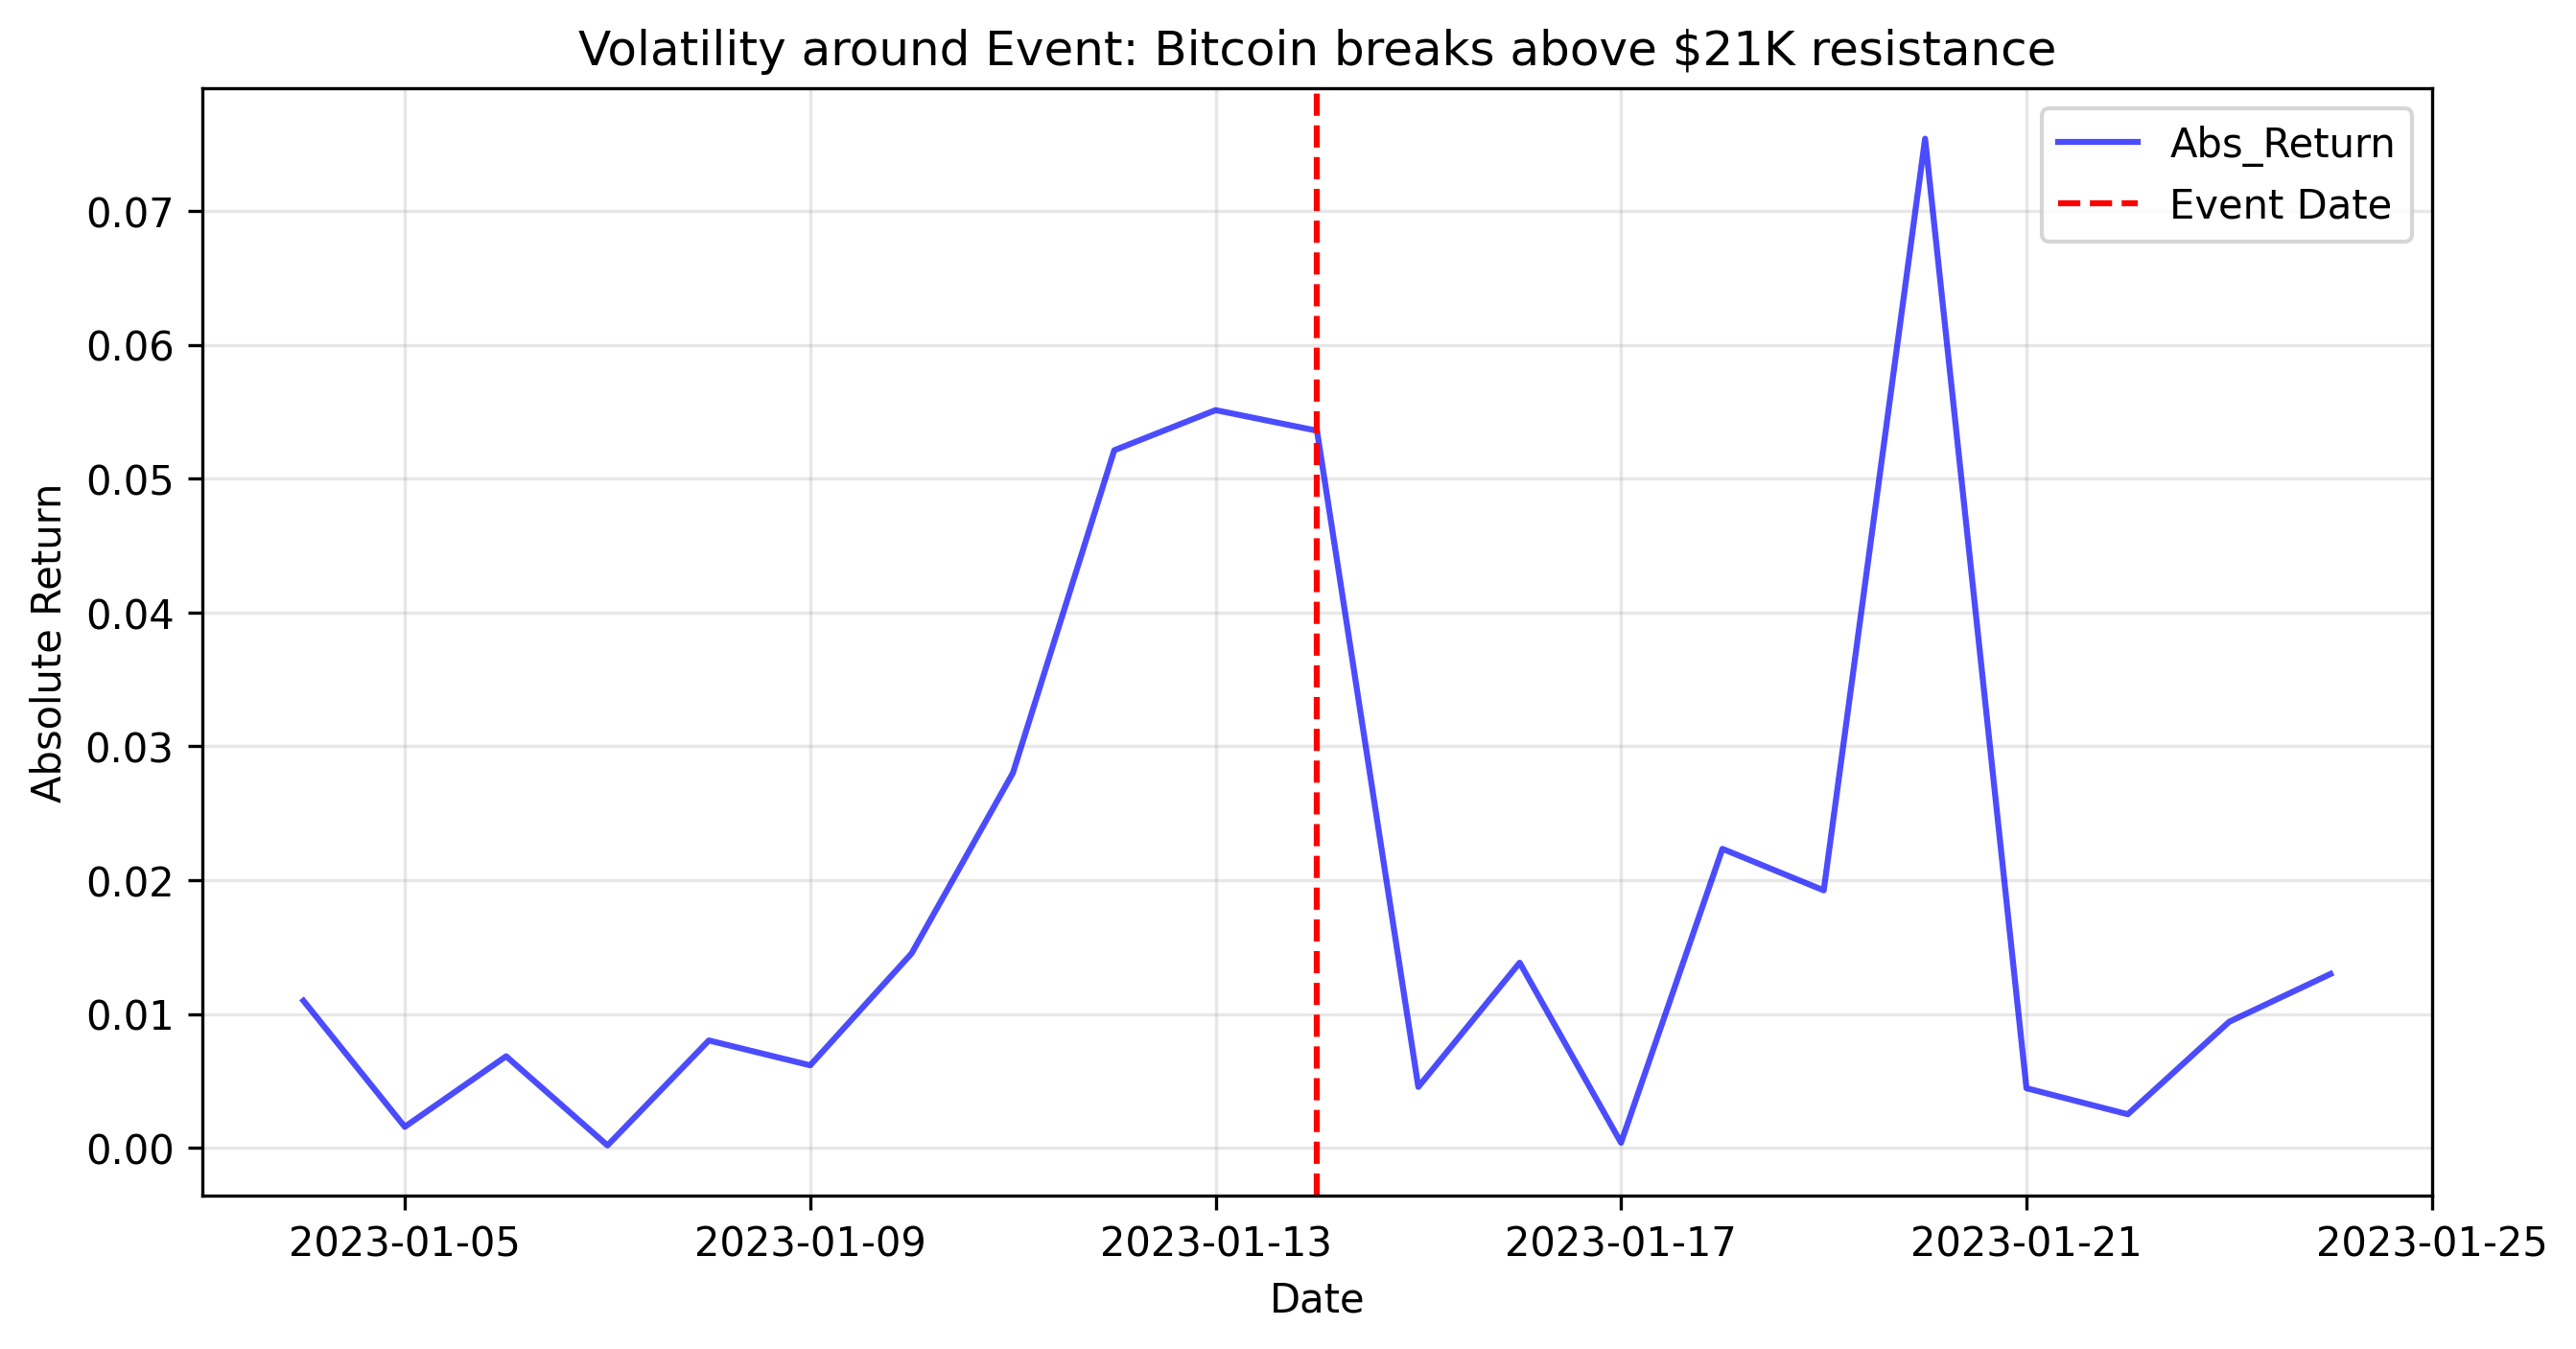 Volatility around Event: Bitcoin breaks above $21K resistance
Abs_Return
Event Date
Absolute Return
0.07
0.06
0.05
0.04
0.03
0.02
0.01
0.00
2023-01-05 2023-01-09 2023-01-13 2023-01-17 2023-01-21 2023-01-25
Date